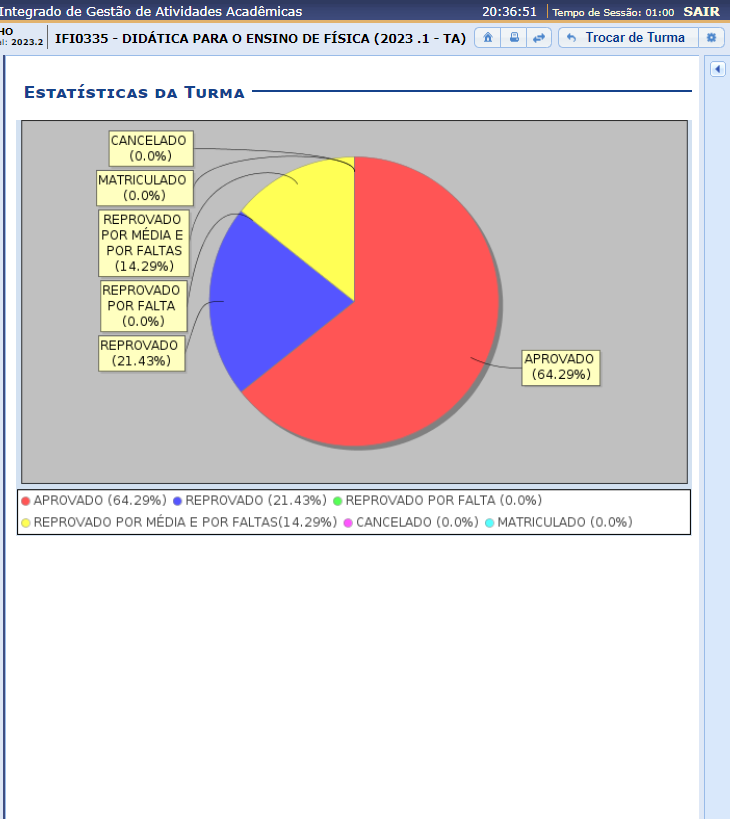 Integrado de Gestão de Atividades Acadêmicas 20:36:51 Tempo de Sessão: 01:00 SAIR
HO
el: 2023.2
IFI0335 - DIDÁTICA PARA O ENSINO DE FÍSICA (2023 .1 - TA) Trocar de Turma
Estatísticas da Turma
CANCELADO
(0.0%)
MATRICULADO
(0.0%)
REPROVADO
POR MÉDIA E
POR FALTAS
(14.29%)
REPROVADO
POR FALTA
(0.0%)
REPROVADO
(21.43%)
APROVADO
(64.29%)
APROVADO (64.29%) REPROVADO (21.43%) REPROVADO POR FALTA (0.0%)
REPROVADO POR MÉDIA E POR FALTAS(14.29%) CANCELADO (0.0%) MATRICULADO (0.0%)